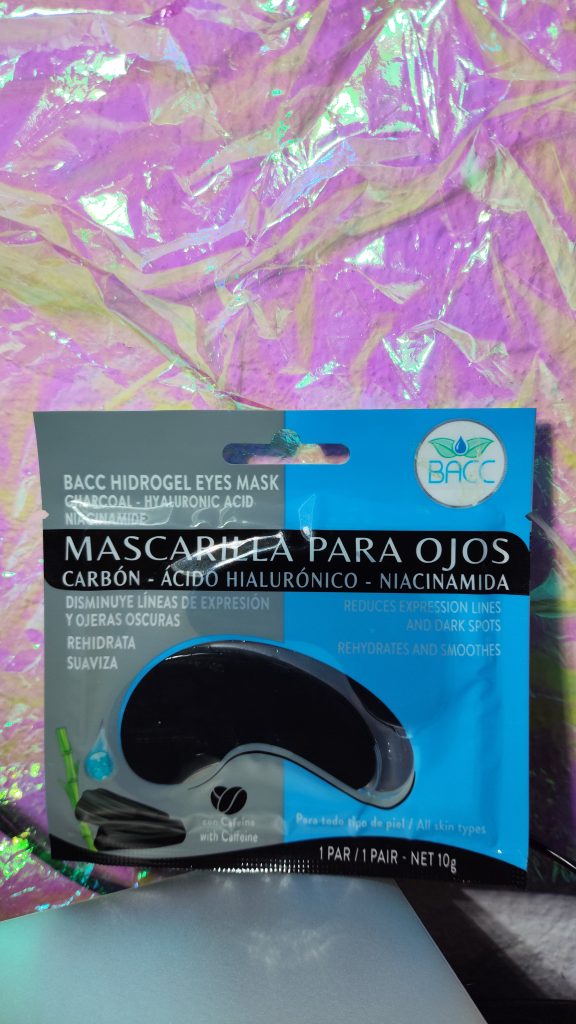 BACC
BACC HIDROGEL EYES MASK
CHARCOAL - HYALURONIC ACID
NIACINAMIDE
MASCARILLA PARA OJOS
CARBÓN - ÁCIDO HIALURÓNICO - NIACINAMIDA
DISMINUYE LÍNEAS DE EXPRESIÓN
Y OJERAS OSCURAS
REHIDRATA
SUAVIZA
REDUCES EXPRESSION LINES
AND DARK SPOTS
REHYDRATES AND SMOOTHES
con Cafeína
with Caffeine
Para todo tipo de piel / All skin types
1 PAR / 1 PAIR - NET 10g